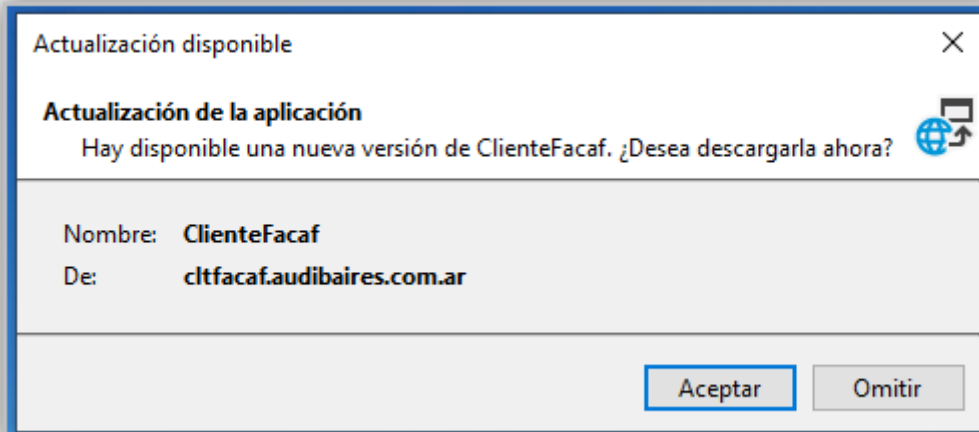 Actualización disponible
Actualización de la aplicación
Hay disponible una nueva versión de ClienteFacaf. ¿Desea descargarla ahora?
Nombre: ClienteFacaf
De: cltfacaf.audibaires.com.ar
Aceptar Omitir